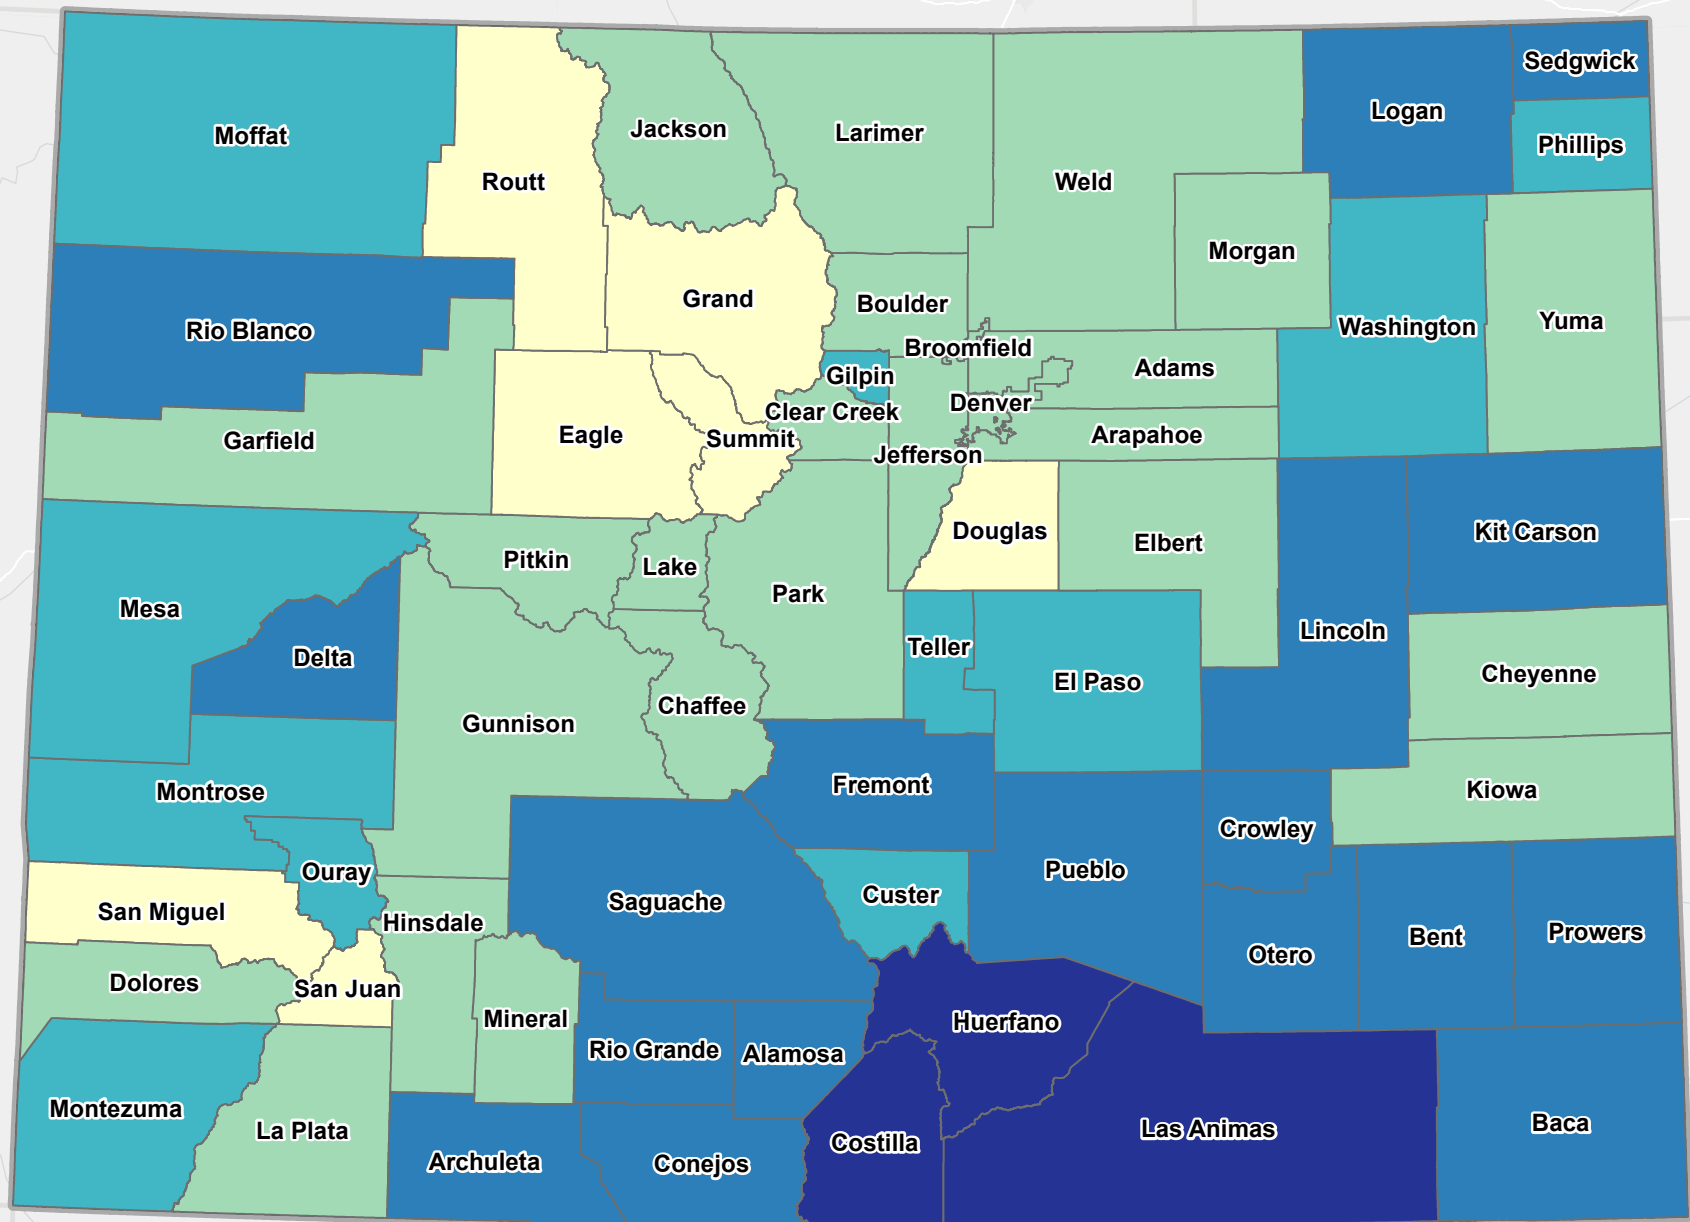 Sedgwick
Logan
Moffat
Jackson
Larimer
Phillips
Routt
Weld
Morgan
Grand
Boulder
Yuma
Rio Blanco
Washington
Broomfield
Adams
Gilpin
Denver
Clear Creek
Garfield
Eagle
Summit
Arapahoe
Jefferson
Douglas
Kit Carson
Elbert
Pitkin
Lake
Park
Mesa
Lincoln
Teller
Delta
Cheyenne
El Paso
Chaffee
Gunnison
Fremont
Kiowa
Montrose
Crowley
Ouray
Pueblo
Custer
Saguache
San Miguel
Hinsdale
Prowers
Bent
Otero
Dolores
San Juan
Mineral
Huerfano
Rio Grande
Alamosa
Montezuma
Baca
La Plata
Las Animas
Costilla
Archuleta
Conejos